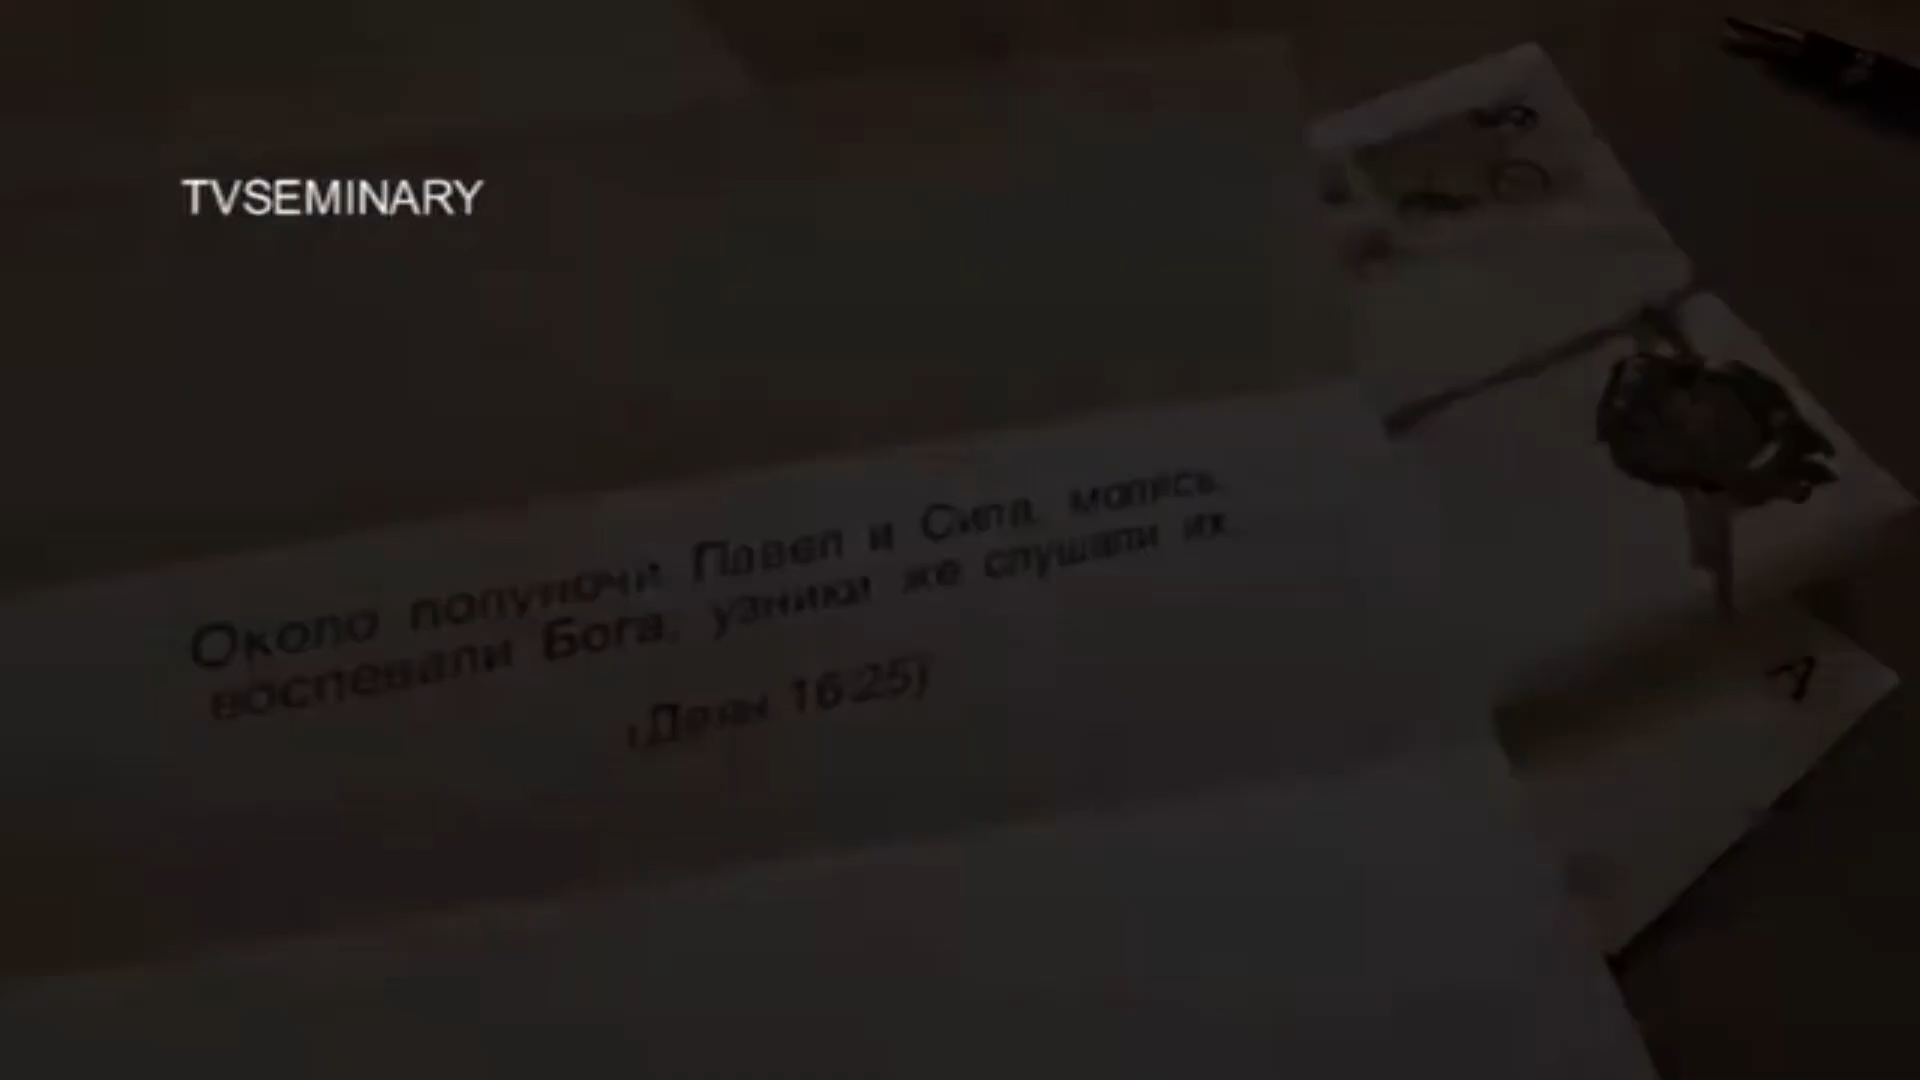 TVSEMINARY
Около полуночи Павел и Сила, молясь,
воспевали Бога; узники же слушали их.
(Деян 16:25)